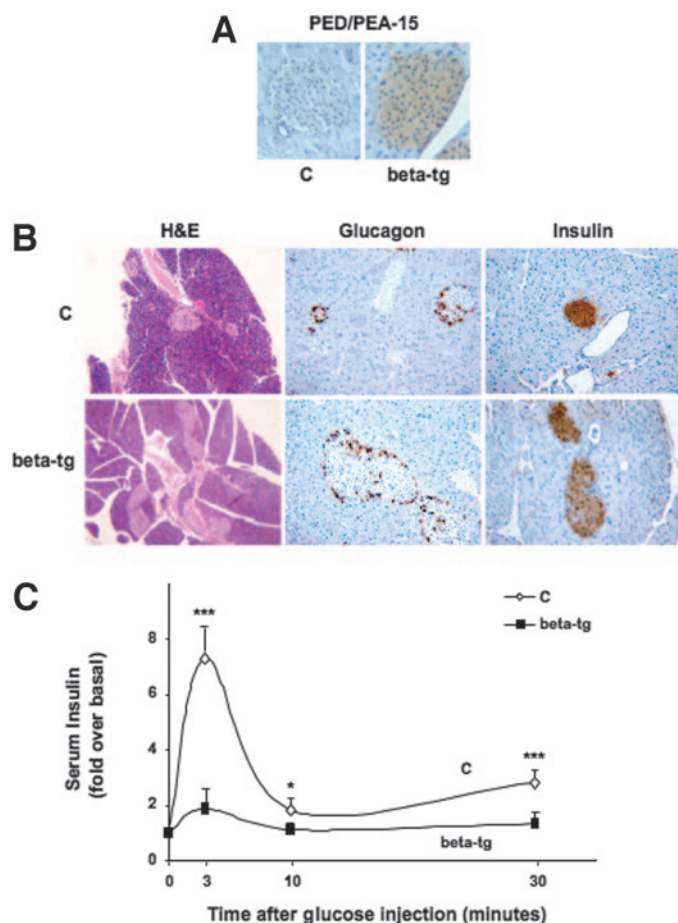 A
PED/PEA-15
C
beta-tg
B
H&E
Glucagon
Insulin
C
beta-tg
C
Serum Insulin
(fold over basal)
8
6
4
2
0
***
*
***
C
beta-tg
C
beta-tg
0
3
10
30
Time after glucose injection (minutes)